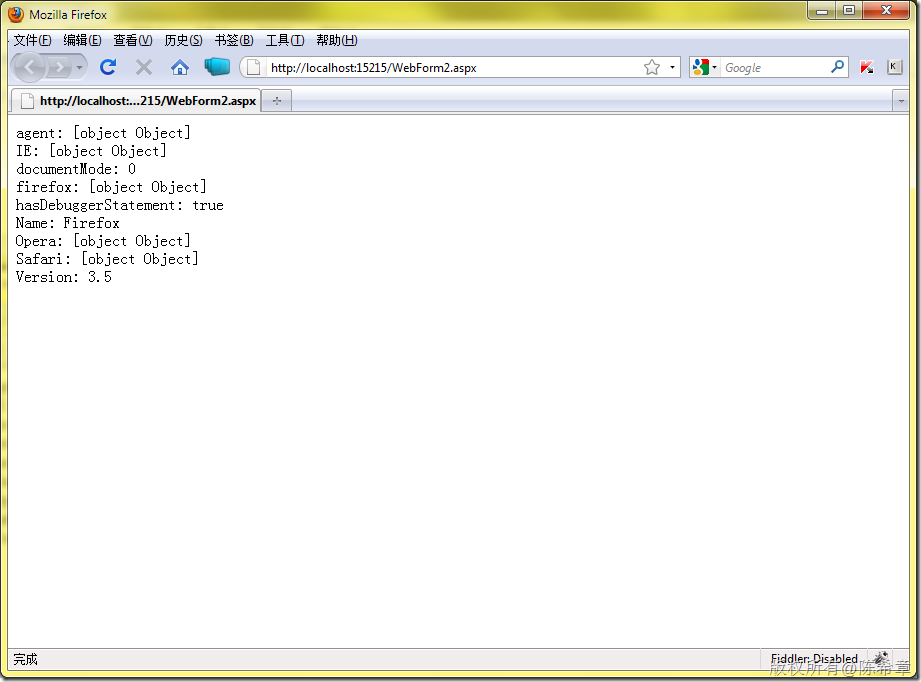 Mozilla Firefox
文件(F) 编辑(E) 查看(V) 历史(S) 书签(B) 工具(T) 帮助(H)
http://localhost:15215/WebForm2.aspx Google K
http://localhost:...215/WebForm2.aspx
agent: [object Object]
IE: [object Object]
documentMode: 0
firefox: [object Object]
hasDebuggerStatement: true
Name: Firefox
Opera: [object Object]
Safari: [object Object]
Version: 3.5
完成 Fiddler: Disabled
版权所有@陈希章